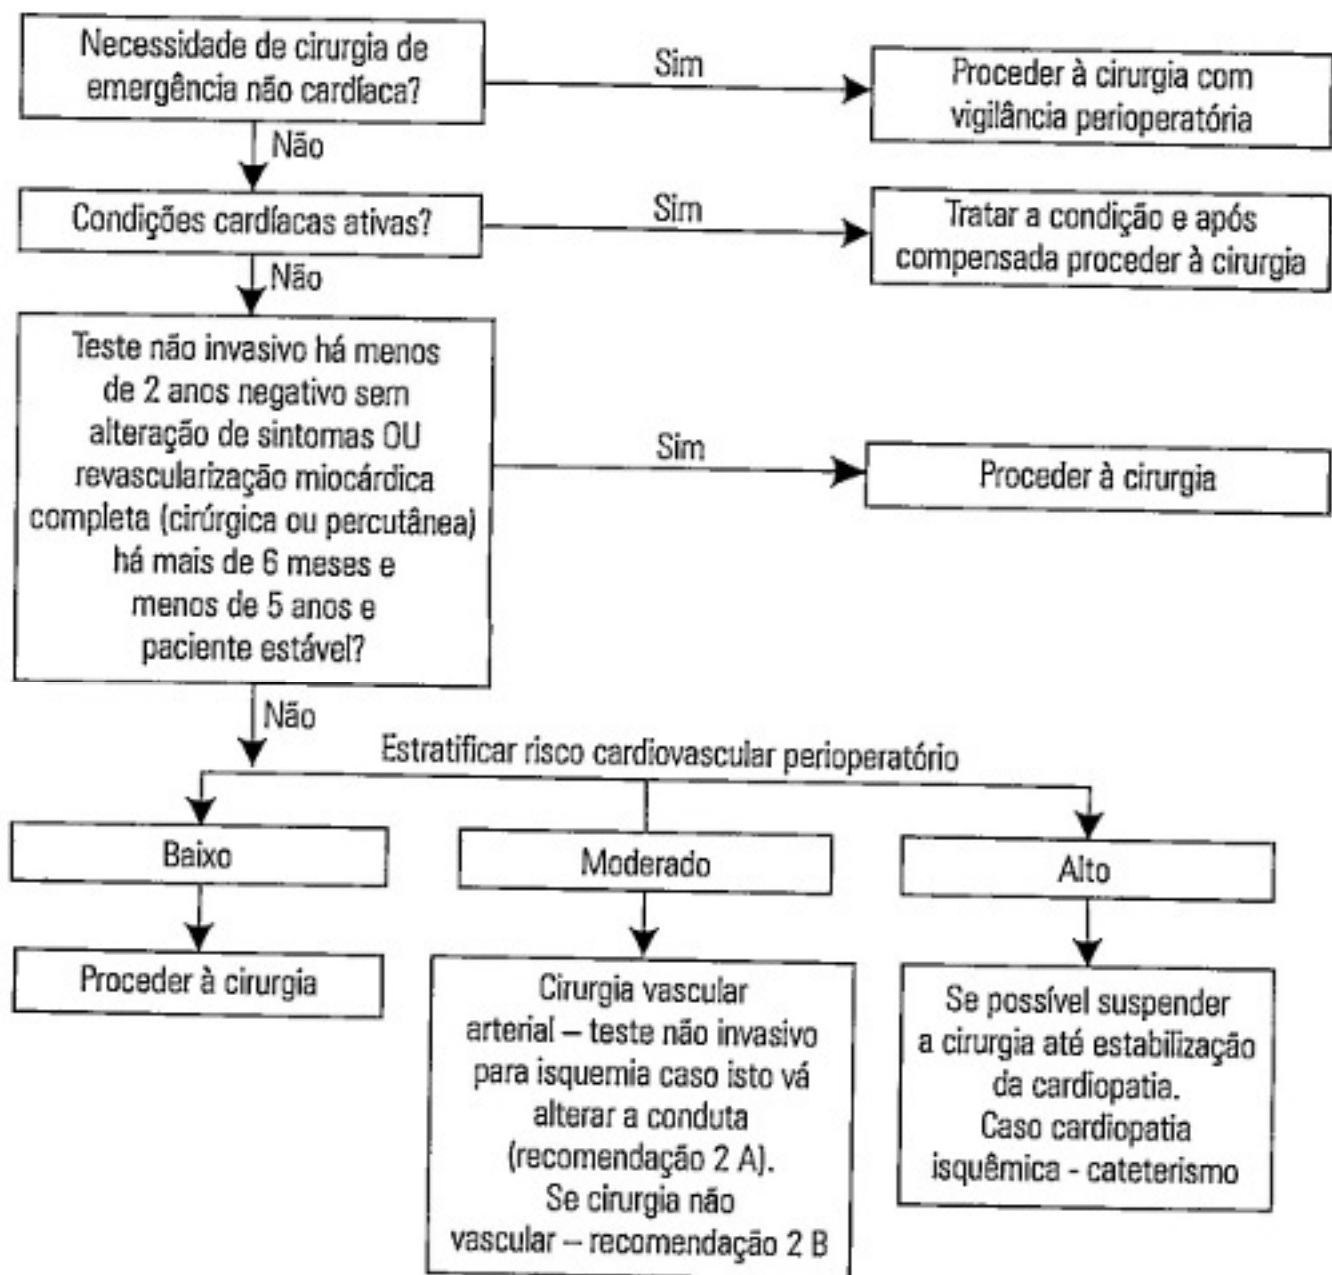 Necessidade de cirurgia de
emergência não cardíaca?
Sim
Proceder à cirurgia com
vigilância perioperatória
Não
Condições cardíacas ativas?
Sim
Tratar a condição e após
compensada proceder à cirurgia
Não
Teste não invasivo há menos
de 2 anos negativo sem
alteração de sintomas OU
revascularização miocárdica
completa (cirúrgica ou percutânea)
há mais de 6 meses e
menos de 5 anos e
paciente estável?
Sim
Proceder à cirurgia
Não
Estratificar risco cardiovascular perioperatório
Baixo
Proceder à cirurgia
Moderado
Cirurgia vascular
arterial – teste não invasivo
para isquemia caso isto vá
alterar a conduta
(recomendação 2 A).
Se cirurgia não
vascular – recomendação 2 B
Alto
Se possível suspender
a cirurgia até estabilização
da cardiopatia.
Caso cardiopatia
isquêmica - cateterismo